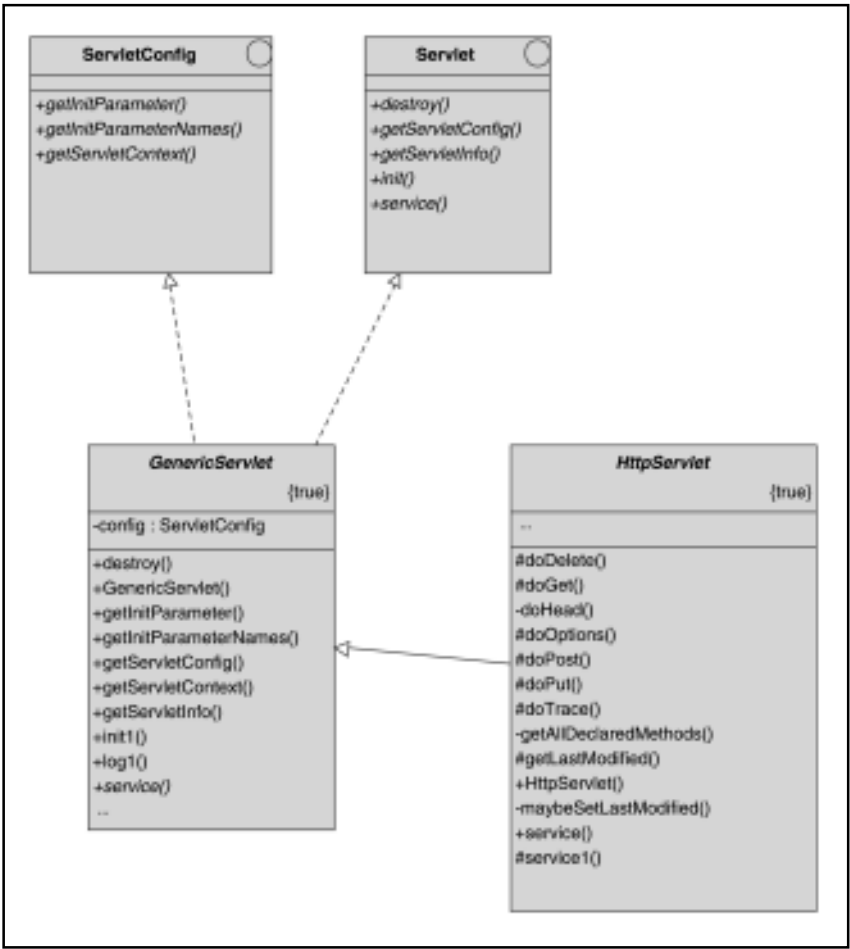 ServletConfig
+getInitParameter()
+getInitParameterNames()
+getServletContext()
Servlet
+destroy()
+getServletConfig()
+getServletInfo()
+init()
+service()
GenericServlet
{true}
-config : ServletConfig
+destroy()
+GenericServlet()
+getInitParameter()
+getInitParameterNames()
+getServletConfig()
+getServletContext()
+getServletInfo()
+init1()
+log1()
+service()
...
HttpServlet
{true}
...
#doDelete()
#doGet()
-doHead()
#doOptions()
#doPost()
#doPut()
#doTrace()
-getAllDeclaredMethods()
#getLastModified()
+HttpServlet()
-maybeSetLastModified()
+service()
#service1()